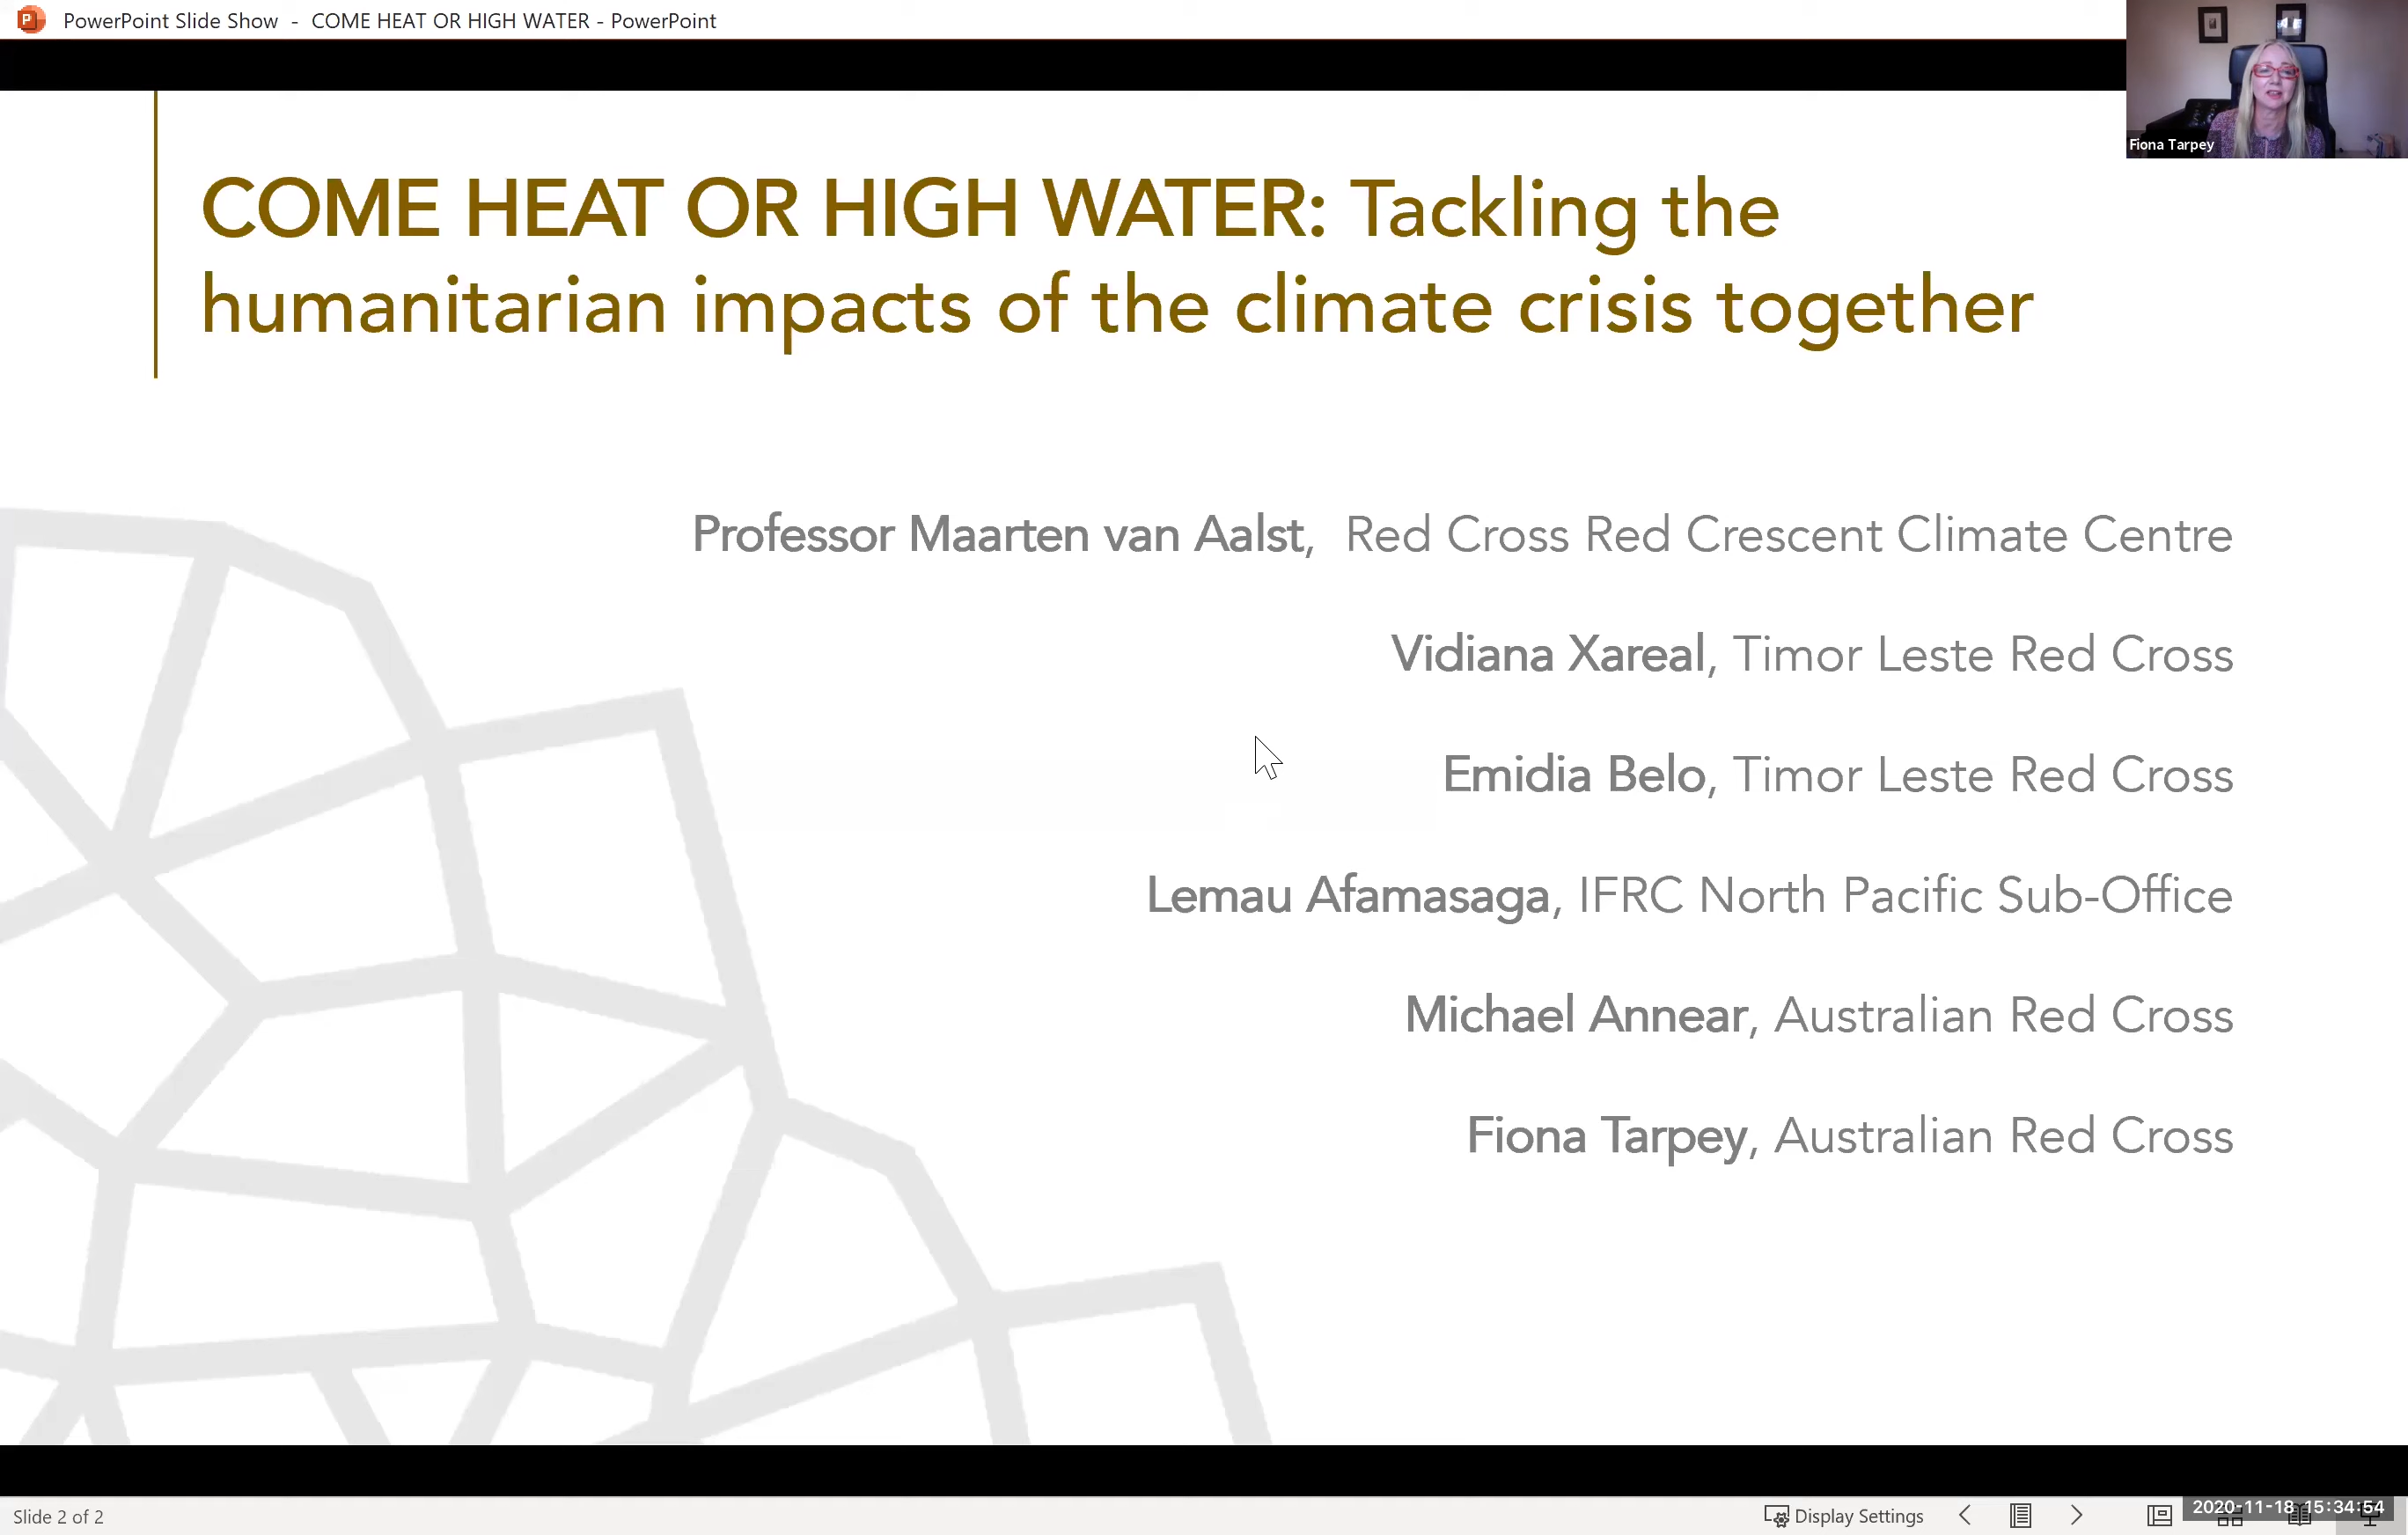 PowerPoint Slide Show - COME HEAT OR HIGH WATER - PowerPoint
Fiona Tarpey
COME HEAT OR HIGH WATER: Tackling the
humanitarian impacts of the climate crisis together
Professor Maarten van Aalst, Red Cross Red Crescent Climate Centre
Vidiana Xareal, Timor Leste Red Cross
Emidia Belo, Timor Leste Red Cross
Lemau Afamasaga, IFRC North Pacific Sub-Office
Michael Annear, Australian Red Cross
Fiona Tarpey, Australian Red Cross
Slide 2 of 2
Display Settings
2020-11-18 15:34:54